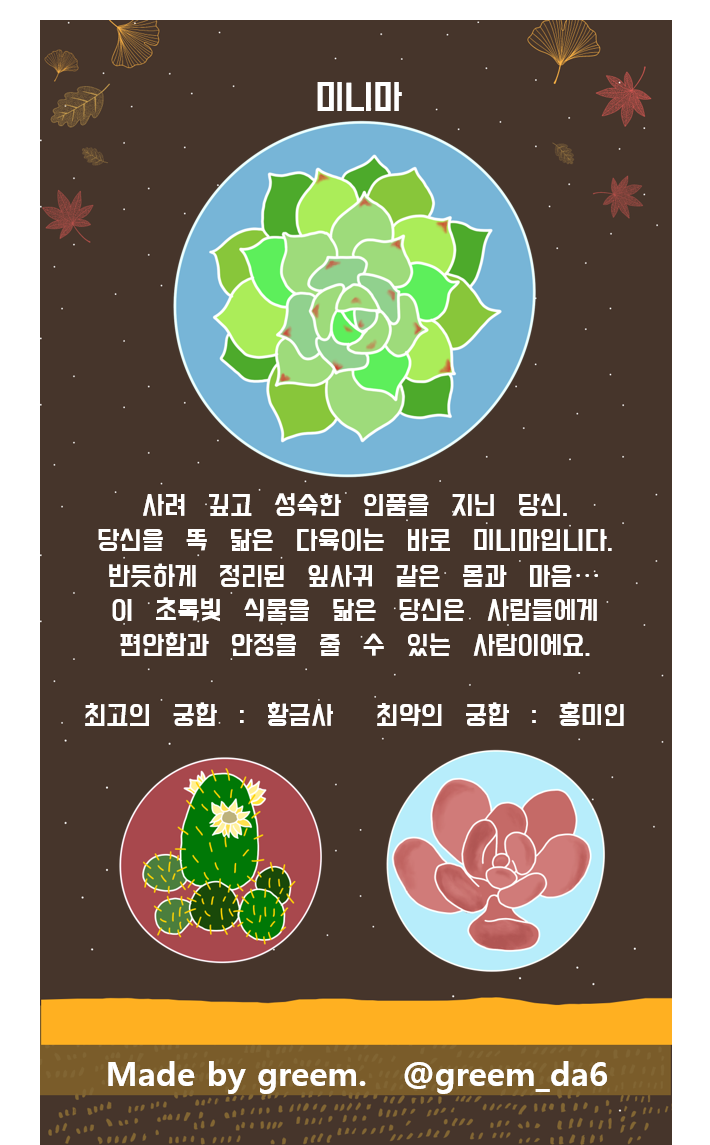 미니마
사려 깊고 성숙한 인품을 지닌 당신.
당신을 똑 닮은 다육이는 바로 미니마입니다.
반듯하게 정리된 잎사귀 같은 몸과 마음…
이 초록빛 식물을 닮은 당신은 사람들에게
편안함과 안정을 줄 수 있는 사람이에요.
최고의 궁합 : 황금사 최악의 궁합 : 홍미인
Made by greem. @greem_da6